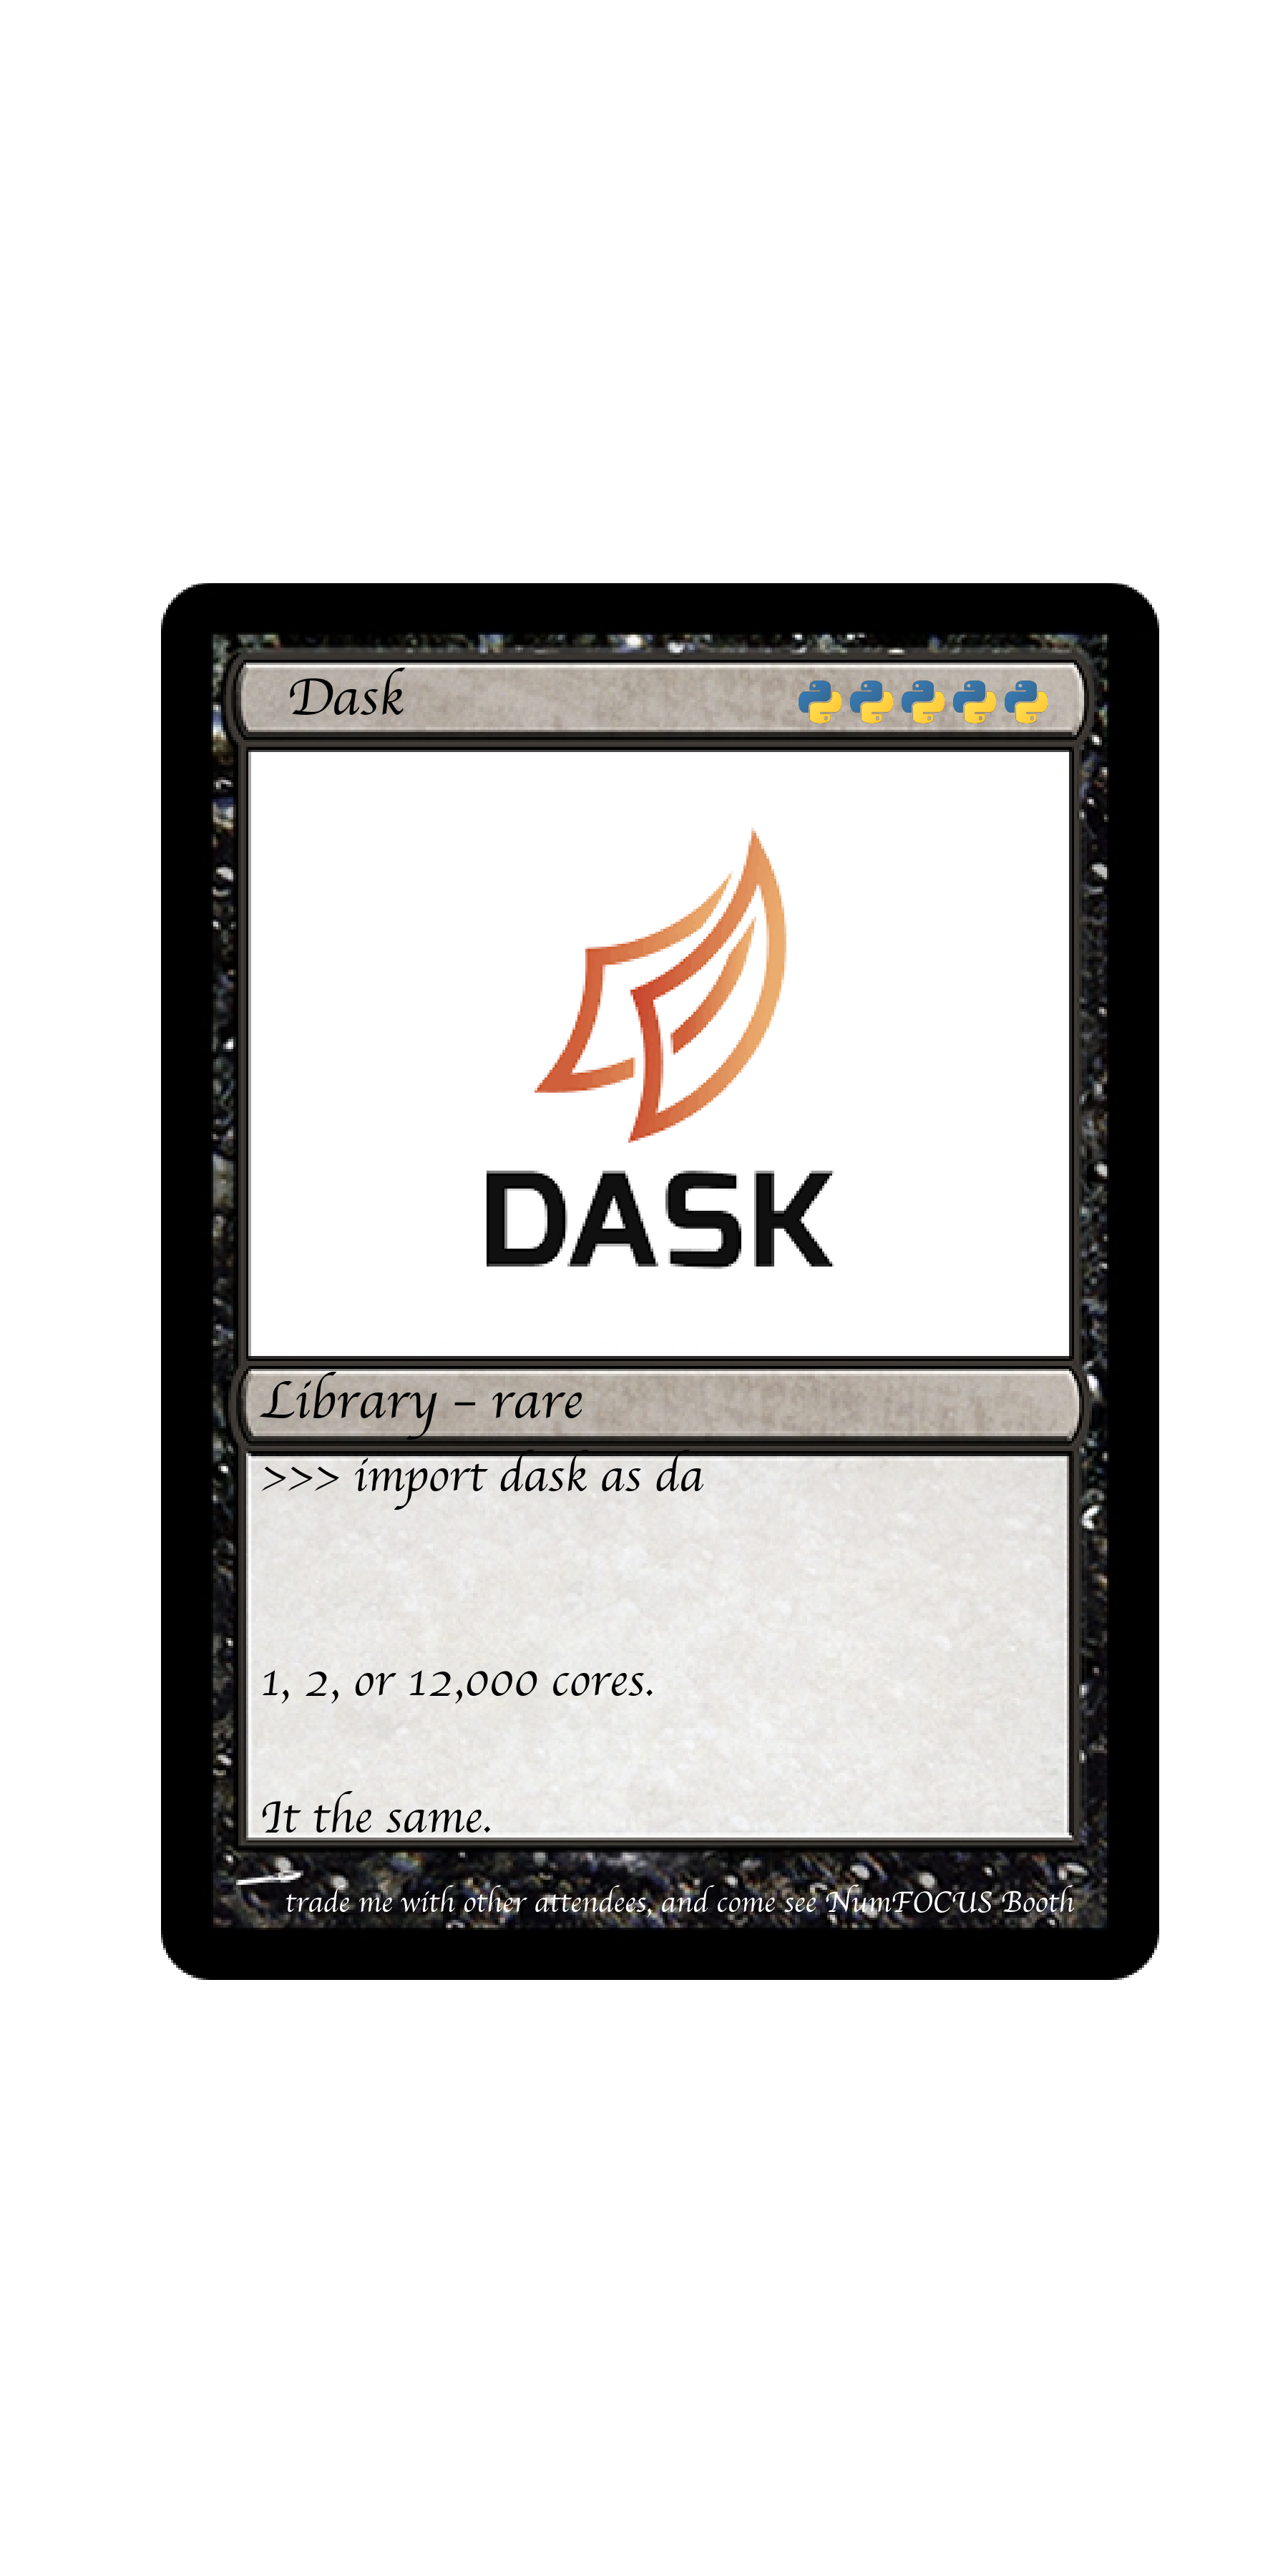 Dask
DASK
Library – rare
>>> import dask as da
1, 2, or 12,000 cores.
It the same.
trade me with other attendees, and come see NumFOCUS Booth